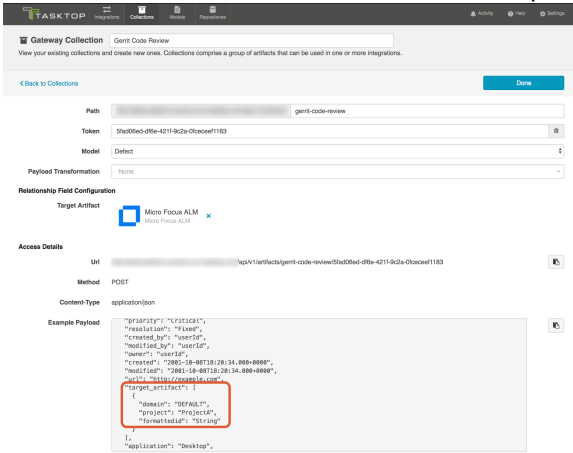 TASKTOP
Integrations
Collections
Models
Repositories
Activity
Help
Settings
Gateway Collection
Gerrit Code Review
View your existing collections and create new ones. Collections comprise a group of artifacts that can be used in one or more integrations.
Back to Collections
Done
Path
gerrit-code-review
Token
5fad06ed-df6e-421f-9c2a-0fceceef1183
Model
Defect
Payload Transformation
None
Relationship Field Configuration
Target Artifact
Micro Focus ALM
Micro Focus ALM
Access Details
Url
/api/v1/artifacts/gerrit-code-review/5fad06ed-df6e-421f-9c2a-0fceceef1183
Method
POST
Content-Type
application/json
Example Payload
"priority": "Critical",
"resolution": "Fixed",
"created_by": "userId",
"modified_by": "userId",
"owner": "userId",
"created": "2001-10-08T18:20:34.000+0000",
"modified": "2001-10-08T18:20:34.000+0000",
"url": "http://example.com",
"target_artifact": [
{
"domain": "DEFAULT",
"project": "ProjectA",
"formattedid": "String"
}
],
"application": "Desktop",